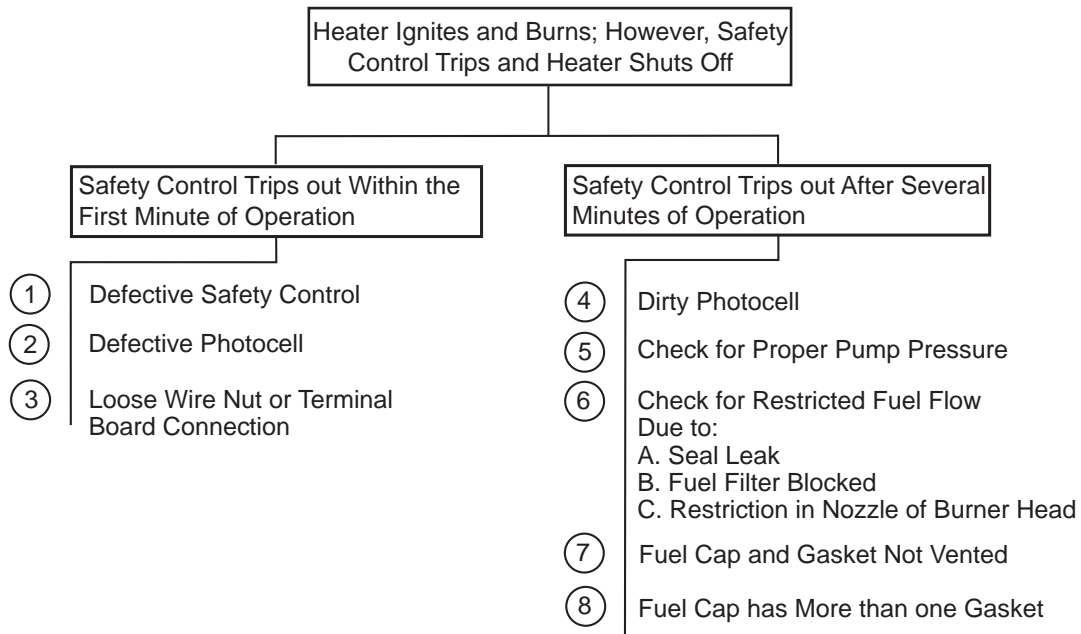 Heater Ignites and Burns; However, Safety
Control Trips and Heater Shuts Off
Safety Control Trips out Within the
First Minute of Operation
1 Defective Safety Control
2 Defective Photocell
3 Loose Wire Nut or Terminal
Board Connection
Safety Control Trips out After Several
Minutes of Operation
4 Dirty Photocell
5 Check for Proper Pump Pressure
6 Check for Restricted Fuel Flow
Due to:
A. Seal Leak
B. Fuel Filter Blocked
C. Restriction in Nozzle of Burner Head
7 Fuel Cap and Gasket Not Vented
8 Fuel Cap has More than one Gasket